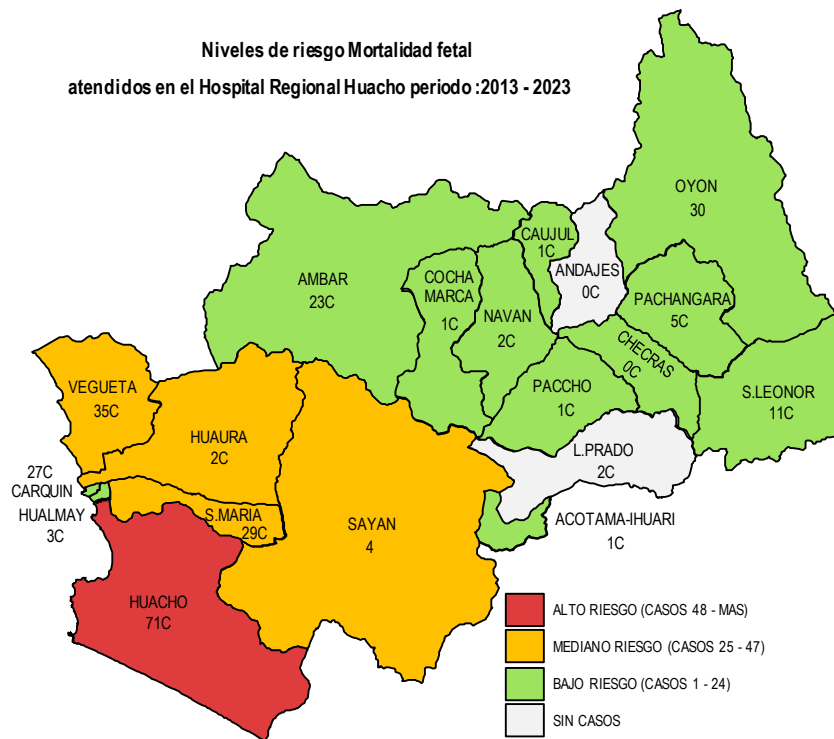 Niveles de riesgo Mortalidad fetal
atendidos en el Hospital Regional Huacho periodo :2013 - 2023
OYON
30
CAUJUL
1C
ANDAJES
0C
AMBAR
23C
COCHA
MARCA
1C
NAVAN
2C
PACHANGARA
5C
CHECRAS
0C
VEGUETA
35C
PACCHO
1C
S.LEONOR
11C
HUAURA
2C
L.PRADO
2C
27C
CARQUIN
HUALMAY
3C
S.MARIA
29C
SAYAN
4
ACOTAMA-IHUARI
1C
HUACHO
71C
ALTO RIESGO (CASOS 48 - MAS)
MEDIANO RIESGO (CASOS 25 - 47)
BAJO RIESGO (CASOS 1 - 24)
SIN CASOS